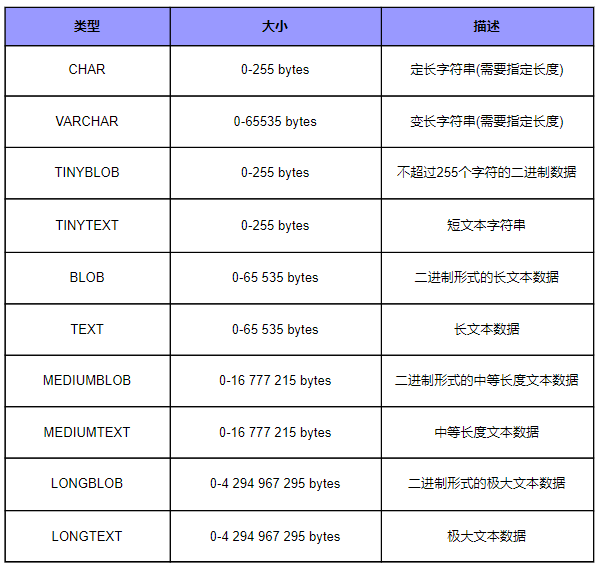 类型 大小 描述
CHAR 0-255 bytes 定长字符串(需要指定长度)
VARCHAR 0-65535 bytes 变长字符串(需要指定长度)
TINYBLOB 0-255 bytes 不超过255个字符的二进制数据
TINYTEXT 0-255 bytes 短文本字符串
BLOB 0-65 535 bytes 二进制形式的长文本数据
TEXT 0-65 535 bytes 长文本数据
MEDIUMBLOB 0-16 777 215 bytes 二进制形式的中等长度文本数据
MEDIUMTEXT 0-16 777 215 bytes 中等长度文本数据
LONGBLOB 0-4 294 967 295 bytes 二进制形式的极大文本数据
LONGTEXT 0-4 294 967 295 bytes 极大文本数据